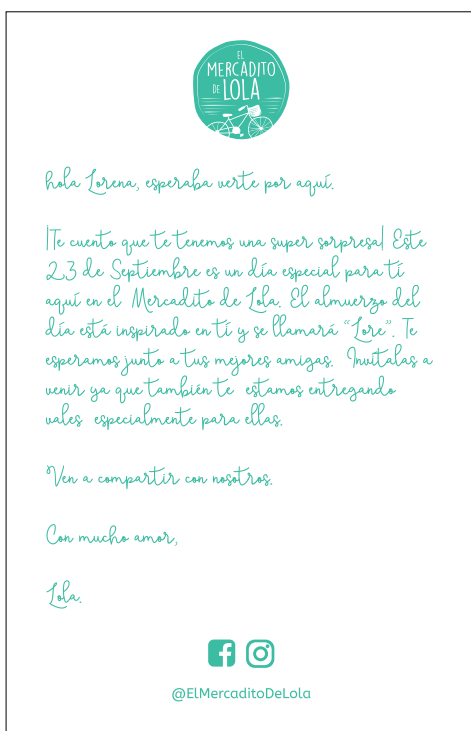 EL
MERCADITO
DE LOLA
hola Lorena, esperaba verte por aquí.
¡Te cuento que te tenemos una super sorpresa! Este
23 de Septiembre es un día especial para tí
aquí en el Mercadito de Lola. El almuerzo del
día está inspirado en tí y se llamará “Lore”. Te
esperamos junto a tus mejores amigas. Invitalas a
venir ya que también te estamos entregando
vales especialmente para ellas.
Ven a compartir con nosotros.
Con mucho amor,
Lola.
@ElMercaditoDeLola